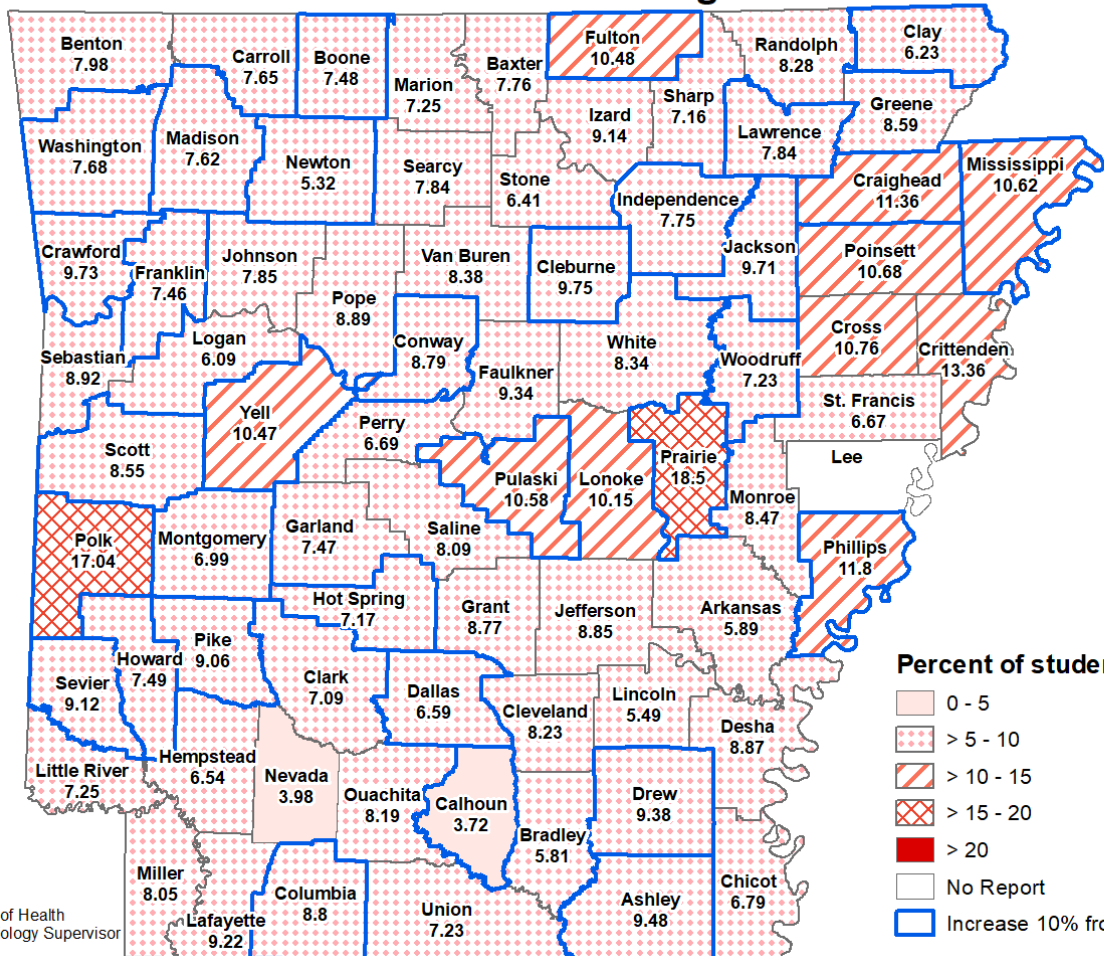 Benton
7.98
Carroll
7.65
Boone
7.48
Marion
7.25
Baxter
7.76
Fulton
10.48
Randolph
8.28
Clay
6.23
Izard
9.14
Sharp
7.16
Greene
8.59
Washington
7.68
Madison
7.62
Newton
5.32
Searcy
7.84
Stone
6.41
Lawrence
7.84
Independence
7.75
Craighead
11.36
Mississippi
10.62
Crawford
9.73
Franklin
7.46
Johnson
7.85
Pope
8.89
Van Buren
8.38
Cleburne
9.75
Jackson
9.71
Poinsett
10.68
Sebastian
8.92
Logan
6.09
Conway
8.79
Faulkner
9.34
White
8.34
Woodruff
7.23
Cross
10.76
Crittenden
13.36
Scott
8.55
Yell
10.47
Perry
6.69
Pulaski
10.58
Lonoke
10.15
Prairie
18.5
St. Francis
6.67
Lee
Monroe
8.47
Polk
17.04
Montgomery
6.99
Garland
7.47
Saline
8.09
Phillips
11.8
Hot Spring
7.17
Grant
8.77
Jefferson
8.85
Arkansas
5.89
Sevier
9.12
Howard
7.49
Pike
9.06
Clark
7.09
Dallas
6.59
Cleveland
8.23
Lincoln
5.49
Desha
8.87
Little River
7.25
Hempstead
6.54
Nevada
3.98
Ouachita
8.19
Calhoun
3.72
Bradley
5.81
Drew
9.38
Miller
8.05
Lafayette
9.22
Columbia
8.8
Union
7.23
Ashley
9.48
Chicot
6.79
Percent of studen
0 - 5
> 5 - 10
> 10 - 15
> 15 - 20
> 20
No Report
Increase 10% fro
of Health
ology Supervisor